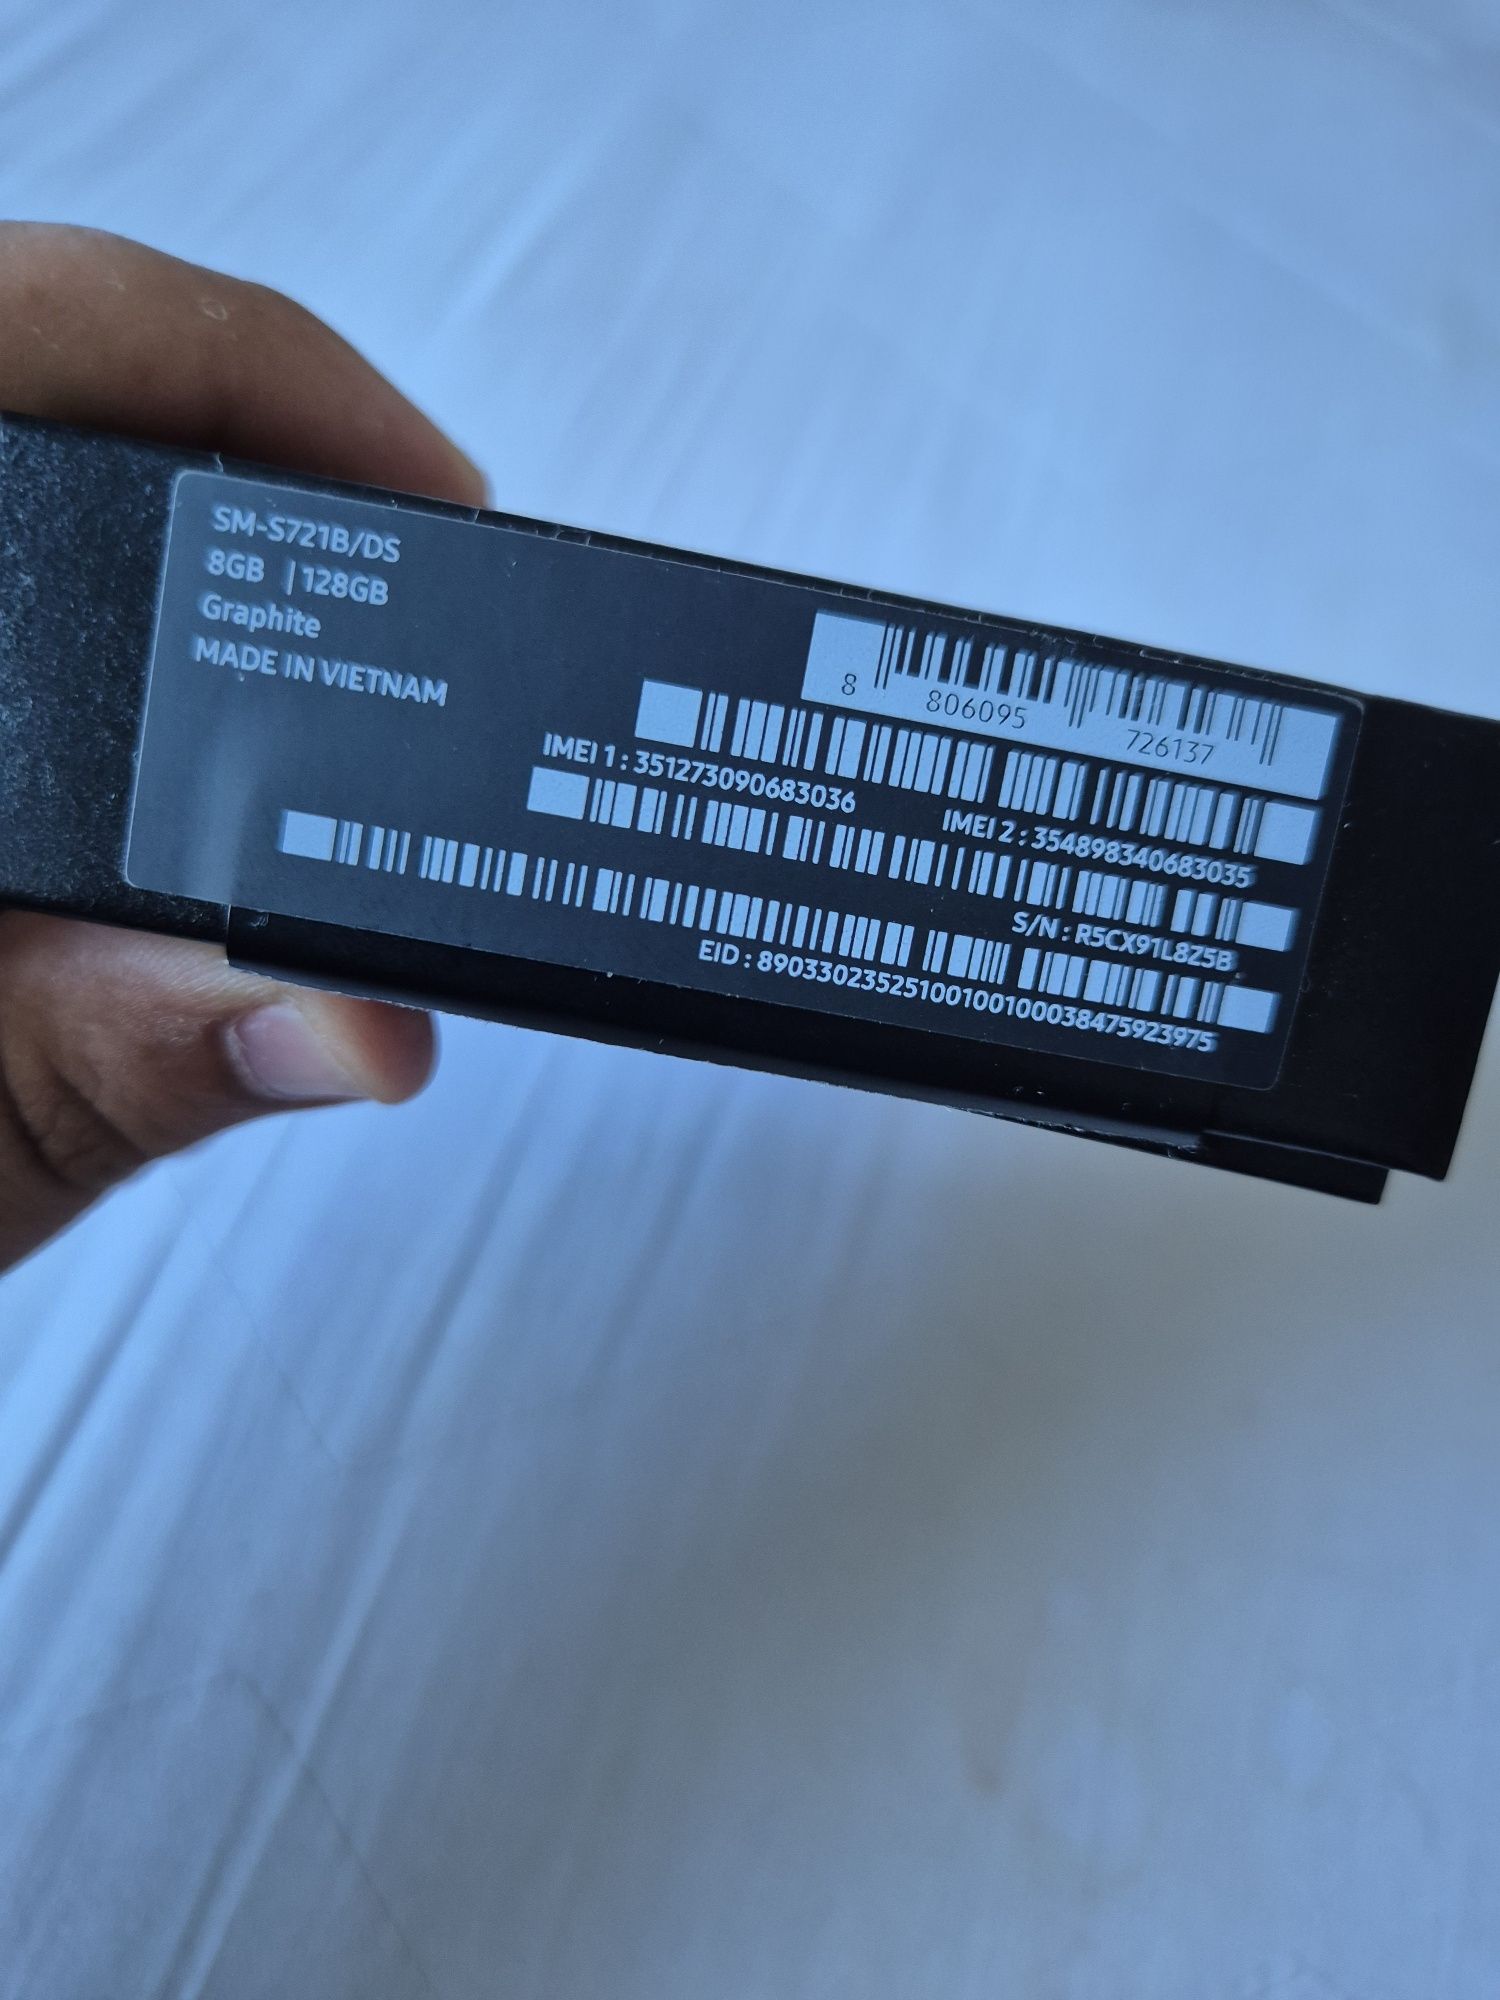 SM-S721B/DS
8GB | 128GB
Graphite
MADE IN VIETNAM
8 806095 726137
IMEI 1 : 351273090683036
IMEI 2 : 354898340683035
S/N : R5CX91L8Z5B
EID : 89033023525100100100038475923975